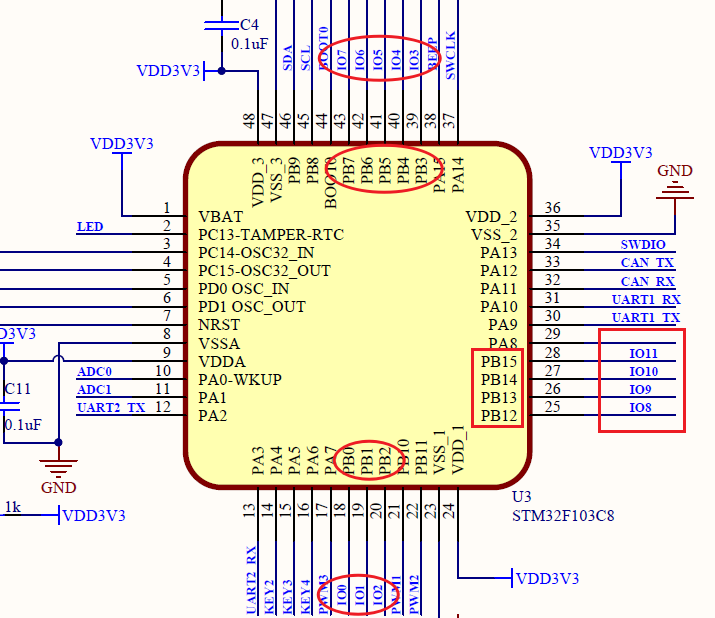 C4
0.1uF
VDD3V3
SDA
SCL
BOOT0
IO7
IO6
IO5
IO4
IO3
BEEP
SWCLK
48
47
46
45
44
43
42
41
40
39
38
37
VDD_3
VSS_3
PB9
PB8
BOOT0
PB7
PB6
PB5
PB4
PB3
PA15
PA14
VDD3V3
VDD3V3
GND
1 VBAT
LED 2 PC13-TAMPER-RTC
3 PC14-OSC32_IN
4 PC15-OSC32_OUT
5 PD0 OSC_IN
6 PD1 OSC_OUT
7 NRST
8 VSSA
9 VDDA
ADC0 10 PA0-WKUP
ADC1 11 PA1
UART2_TX 12 PA2
D3V3
C11
0.1uF
GND
1k
VDD3V3
VDD_2 36
VSS_2 35
PA13 34 SWDIO
PA12 33 CAN_TX
PA11 32 CAN_RX
PA10 31 UART1_RX
PA9 30 UART1_TX
PA8 29
PB15 28 IO11
PB14 27 IO10
PB13 26 IO9
PB12 25 IO8
PA3
PA4
PA5
PA6
PA7
PB0
PB1
PB2
PB10
PB11
VSS_1
VDD_1
13
14
15
16
17
18
19
20
21
22
23
24
UART2_RX
KEY2
KEY3
KEY4
PWM3
IO0
IO1
IO2
PWM1
PWM2
U3
STM32F103C8
VDD3V3